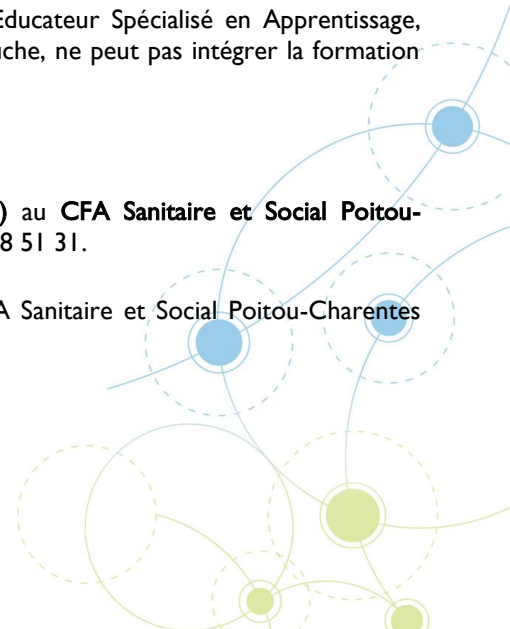 Educateur Spécialisé en Apprentissage,
uche, ne peut pas intégrer la formation
) au CFA Sanitaire et Social Poitou-
8 51 31.
A Sanitaire et Social Poitou-Charentes